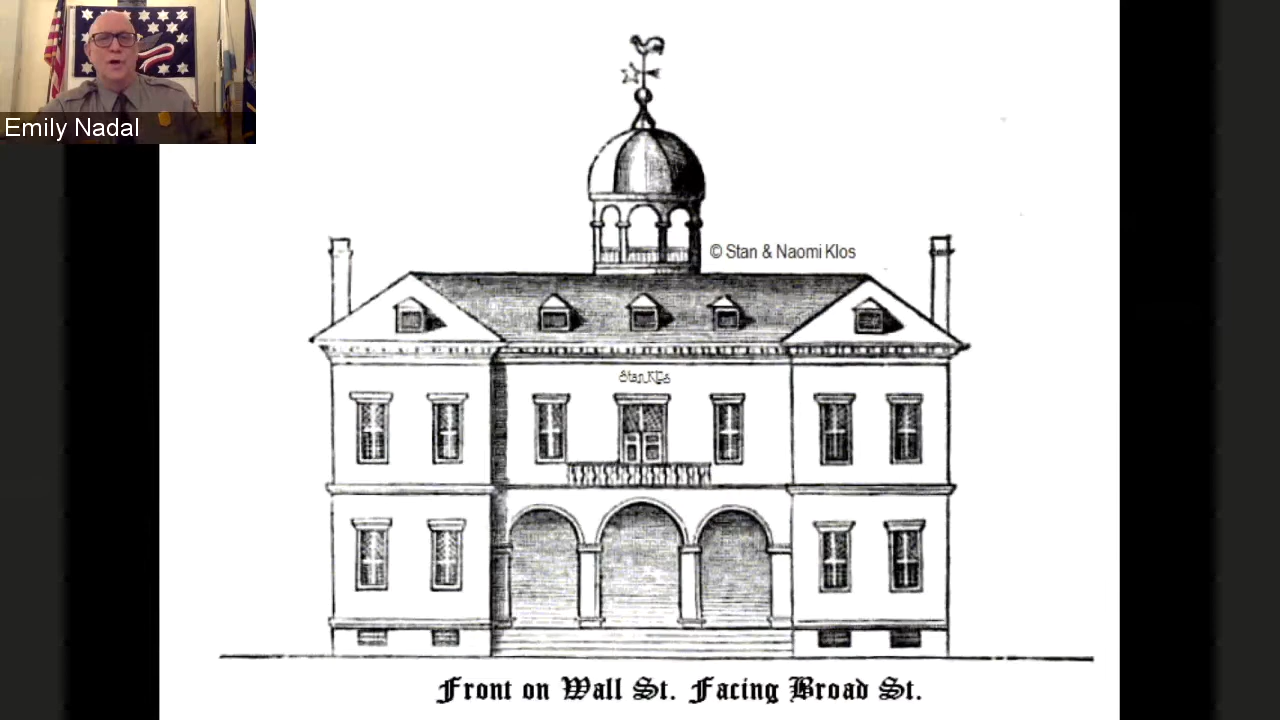 Emily Nadal
© Stan & Naomi Klos
Stan Klos
Front on Wall St. Facing Broad St.